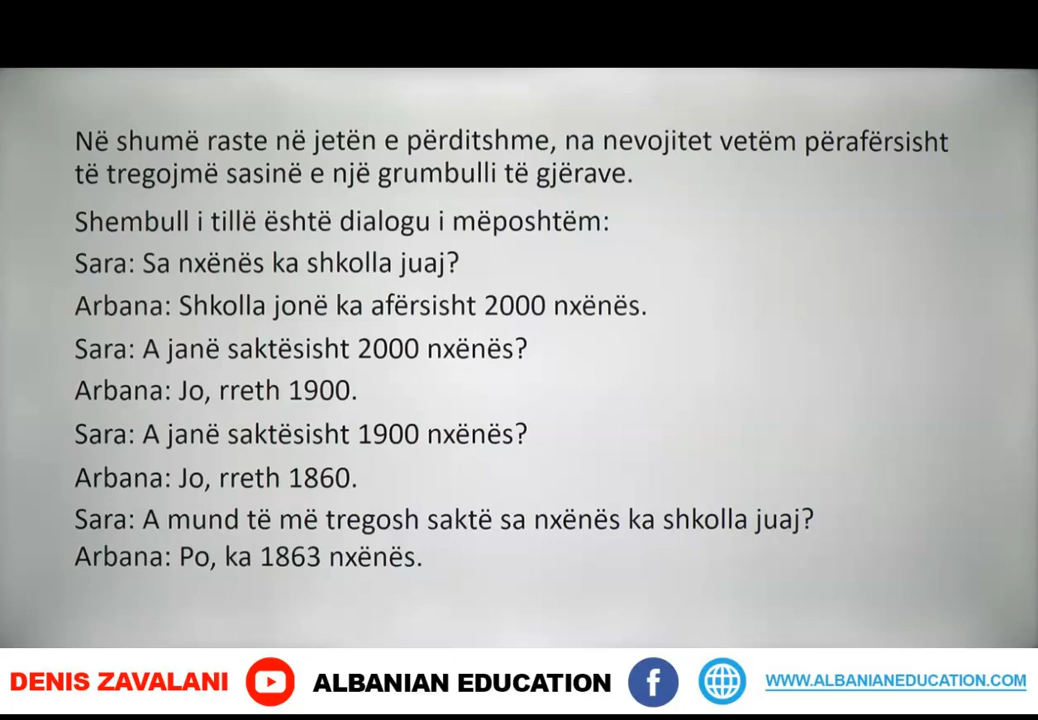 Në shumë raste në jetën e përditshme, na nevojitet vetëm përafërsisht
të tregojmë sasinë e një grumbulli të gjërave.
Shembull i tillë është dialogu i mëposhtëm:
Sara: Sa nxënës ka shkolla juaj?
Arbana: Shkolla jonë ka afërsisht 2000 nxënës.
Sara: A janë saktësisht 2000 nxënës?
Arbana: Jo, rreth 1900.
Sara: A janë saktësisht 1900 nxënës?
Arbana: Jo, rreth 1860.
Sara: A mund të më tregosh saktë sa nxënës ka shkolla juaj?
Arbana: Po, ka 1863 nxënës.
DENIS ZAVALANI ALBANIAN EDUCATION f WWW.ALBANIANEDUCATION.COM